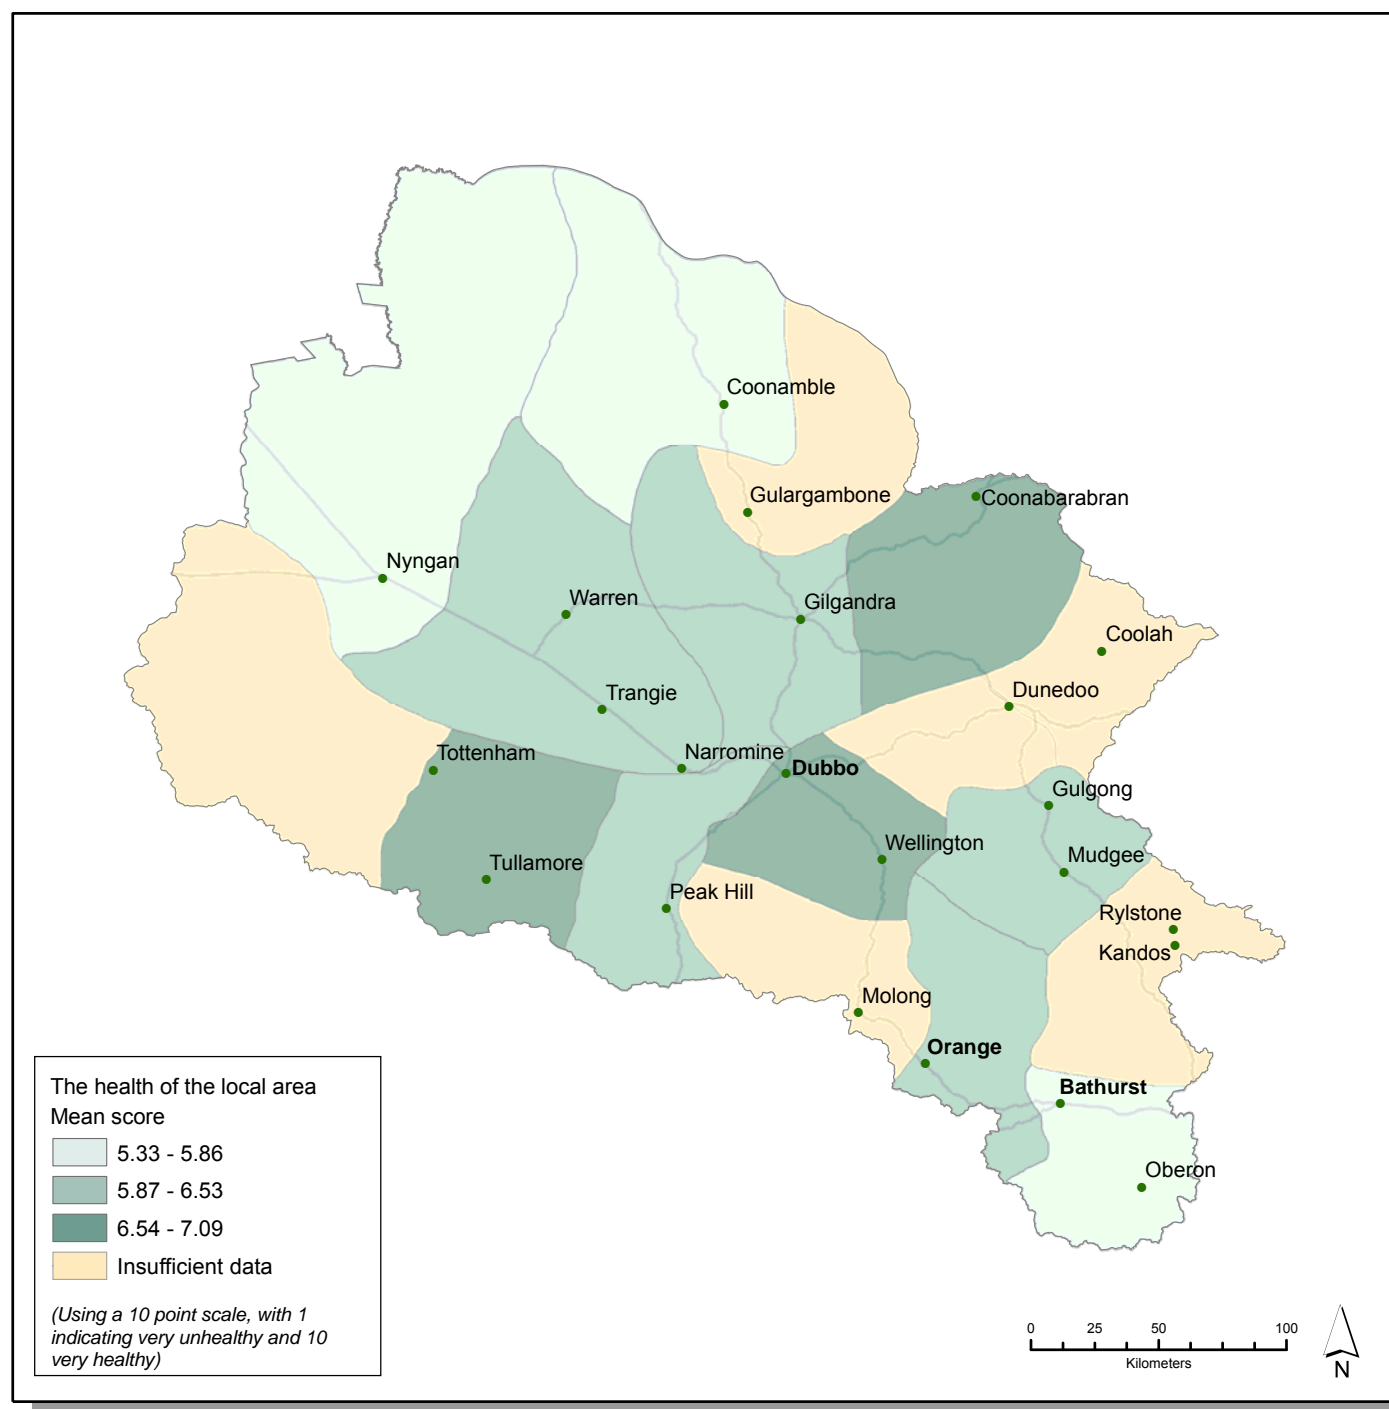 Coonamble
Gulargambone
Coonabarabran
Nyngan
Warren
Gilgandra
Coolah
Trangie
Dunedoo
Tottenham
Narromine
Dubbo
Gulgong
Wellington
Mudgee
Tullamore
Peak Hill
Rylstone
Kandos
Molong
Orange
Bathurst
Oberon
The health of the local area
Mean score
5.33 - 5.86
5.87 - 6.53
6.54 - 7.09
Insufficient data
(Using a 10 point scale, with 1
indicating very unhealthy and 10
very healthy)
0 25 50 100
Kilometers
N